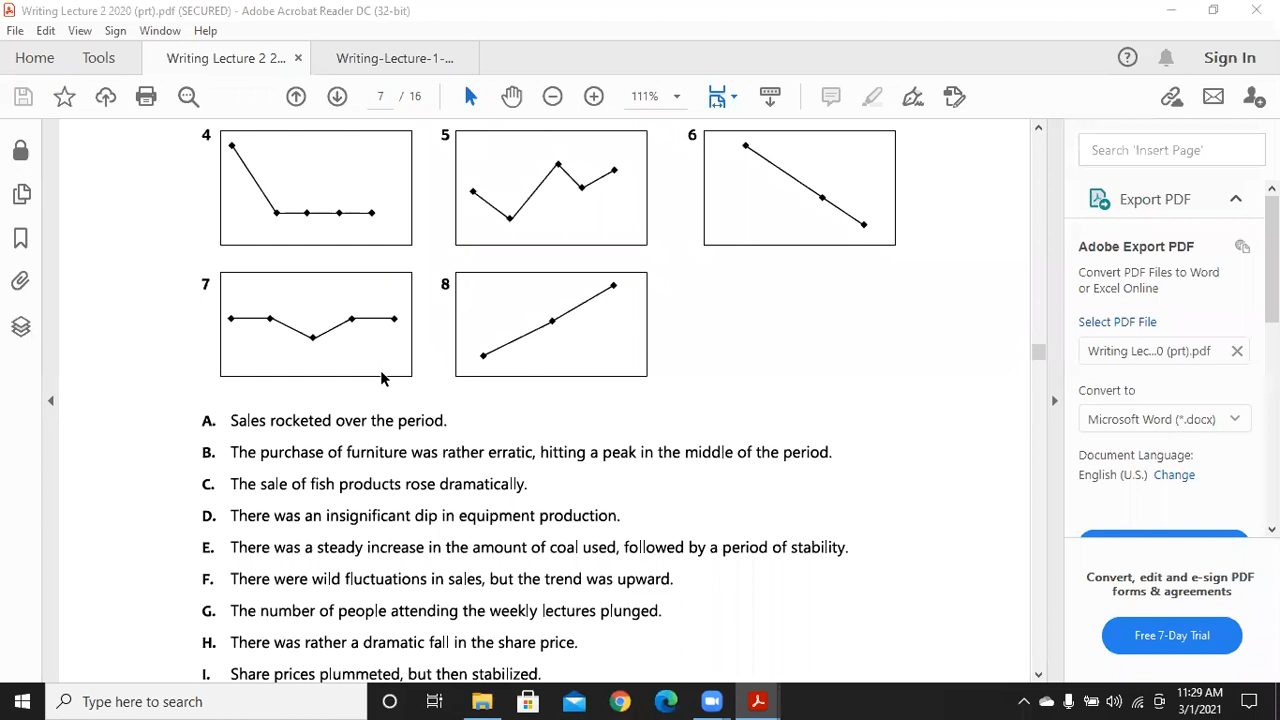 Writing Lecture 2 2020 (prt).pdf (SECURED) - Adobe Acrobat Reader DC (32-bit)
File Edit View Sign Window Help
Home Tools Writing Lecture 2 2... × Writing-Lecture-1-... Sign In
7 / 16 111%
4 5 6
7 8
A. Sales rocketed over the period.
B. The purchase of furniture was rather erratic, hitting a peak in the middle of the period.
C. The sale of fish products rose dramatically.
D. There was an insignificant dip in equipment production.
E. There was a steady increase in the amount of coal used, followed by a period of stability.
F. There were wild fluctuations in sales, but the trend was upward.
G. The number of people attending the weekly lectures plunged.
H. There was rather a dramatic fall in the share price.
I. Share prices plummeted, but then stabilized.
Search 'Insert Page'
Export PDF
Adobe Export PDF
Convert PDF Files to Word
or Excel Online
Select PDF File
Writing Lec...0 (prt).pdf
Convert to
Microsoft Word (*.docx)
Document Language:
English (U.S.) Change
Convert, edit and e-sign PDF
forms & agreements
Free 7-Day Trial
Type here to search
11:29 AM
3/1/2021